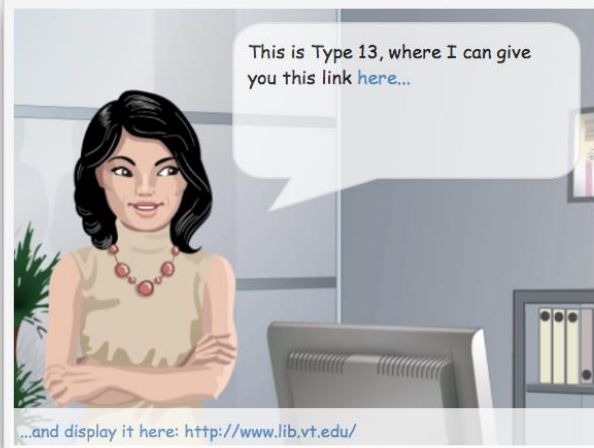 This is Type 13, where I can give
you this link here...
...and display it here: http://www.lib.vt.edu/